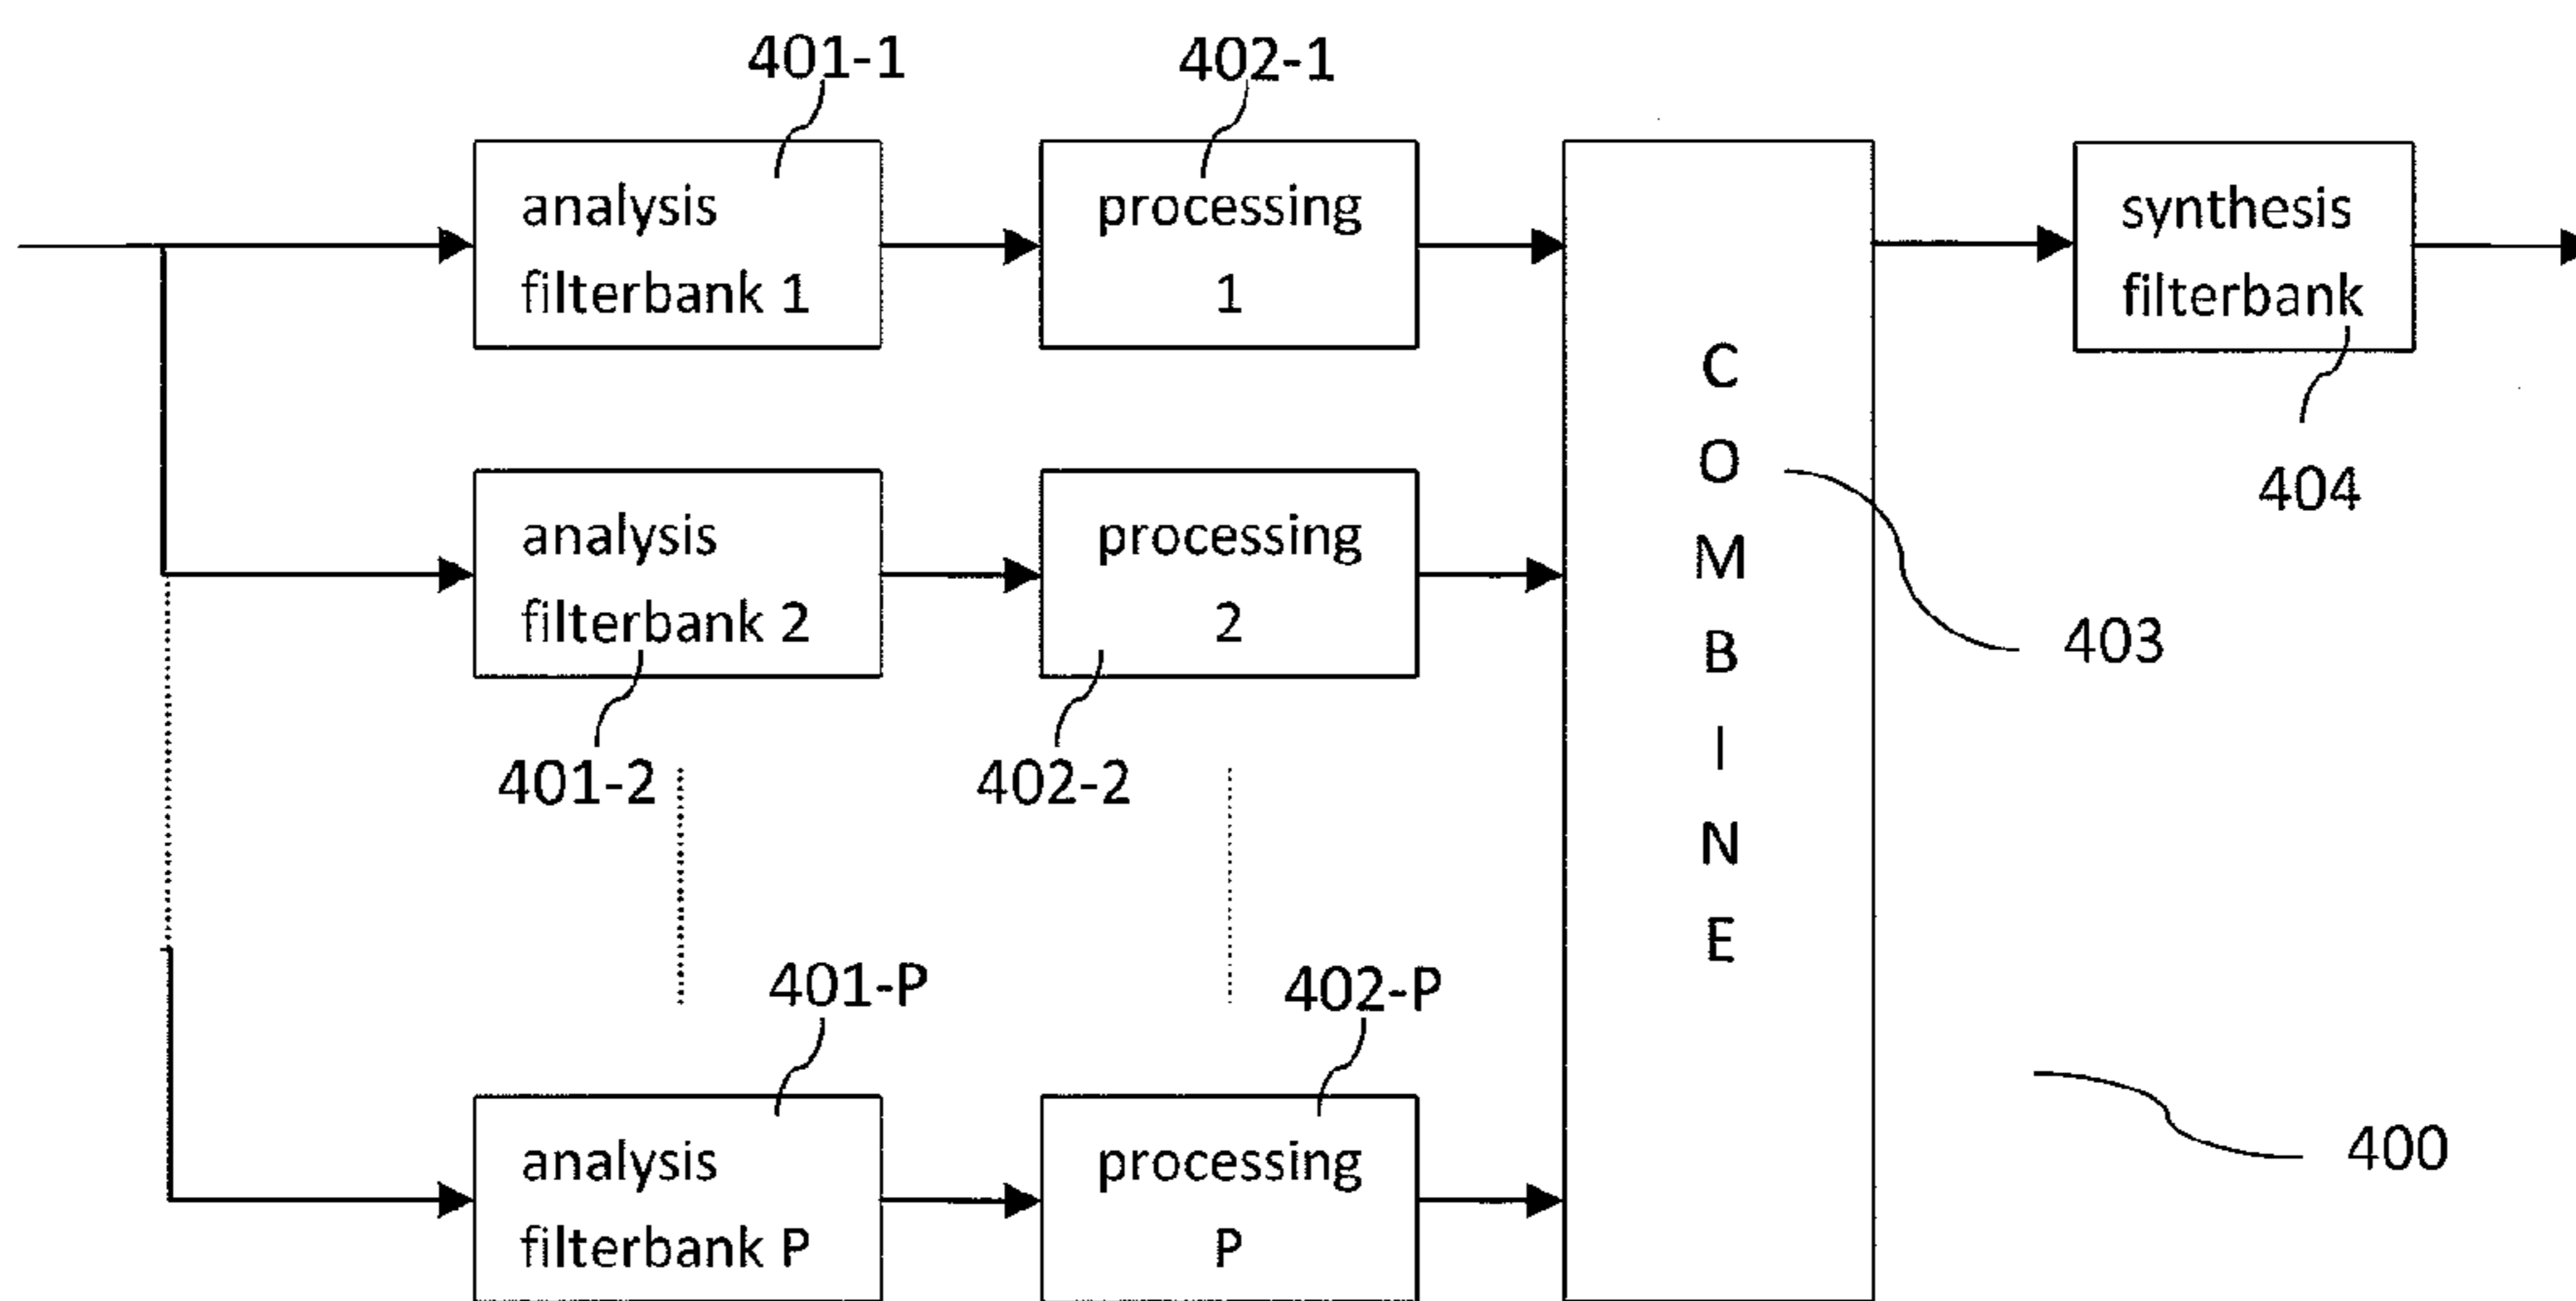 401-1
402-1
analysis
filterbank 1
processing
1
synthesis
filterbank
404
analysis
filterbank 2
processing
2
401-2
402-2
C
O
M
B
I
N
E
403
401-P
402-P
analysis
filterbank P
processing
P
400